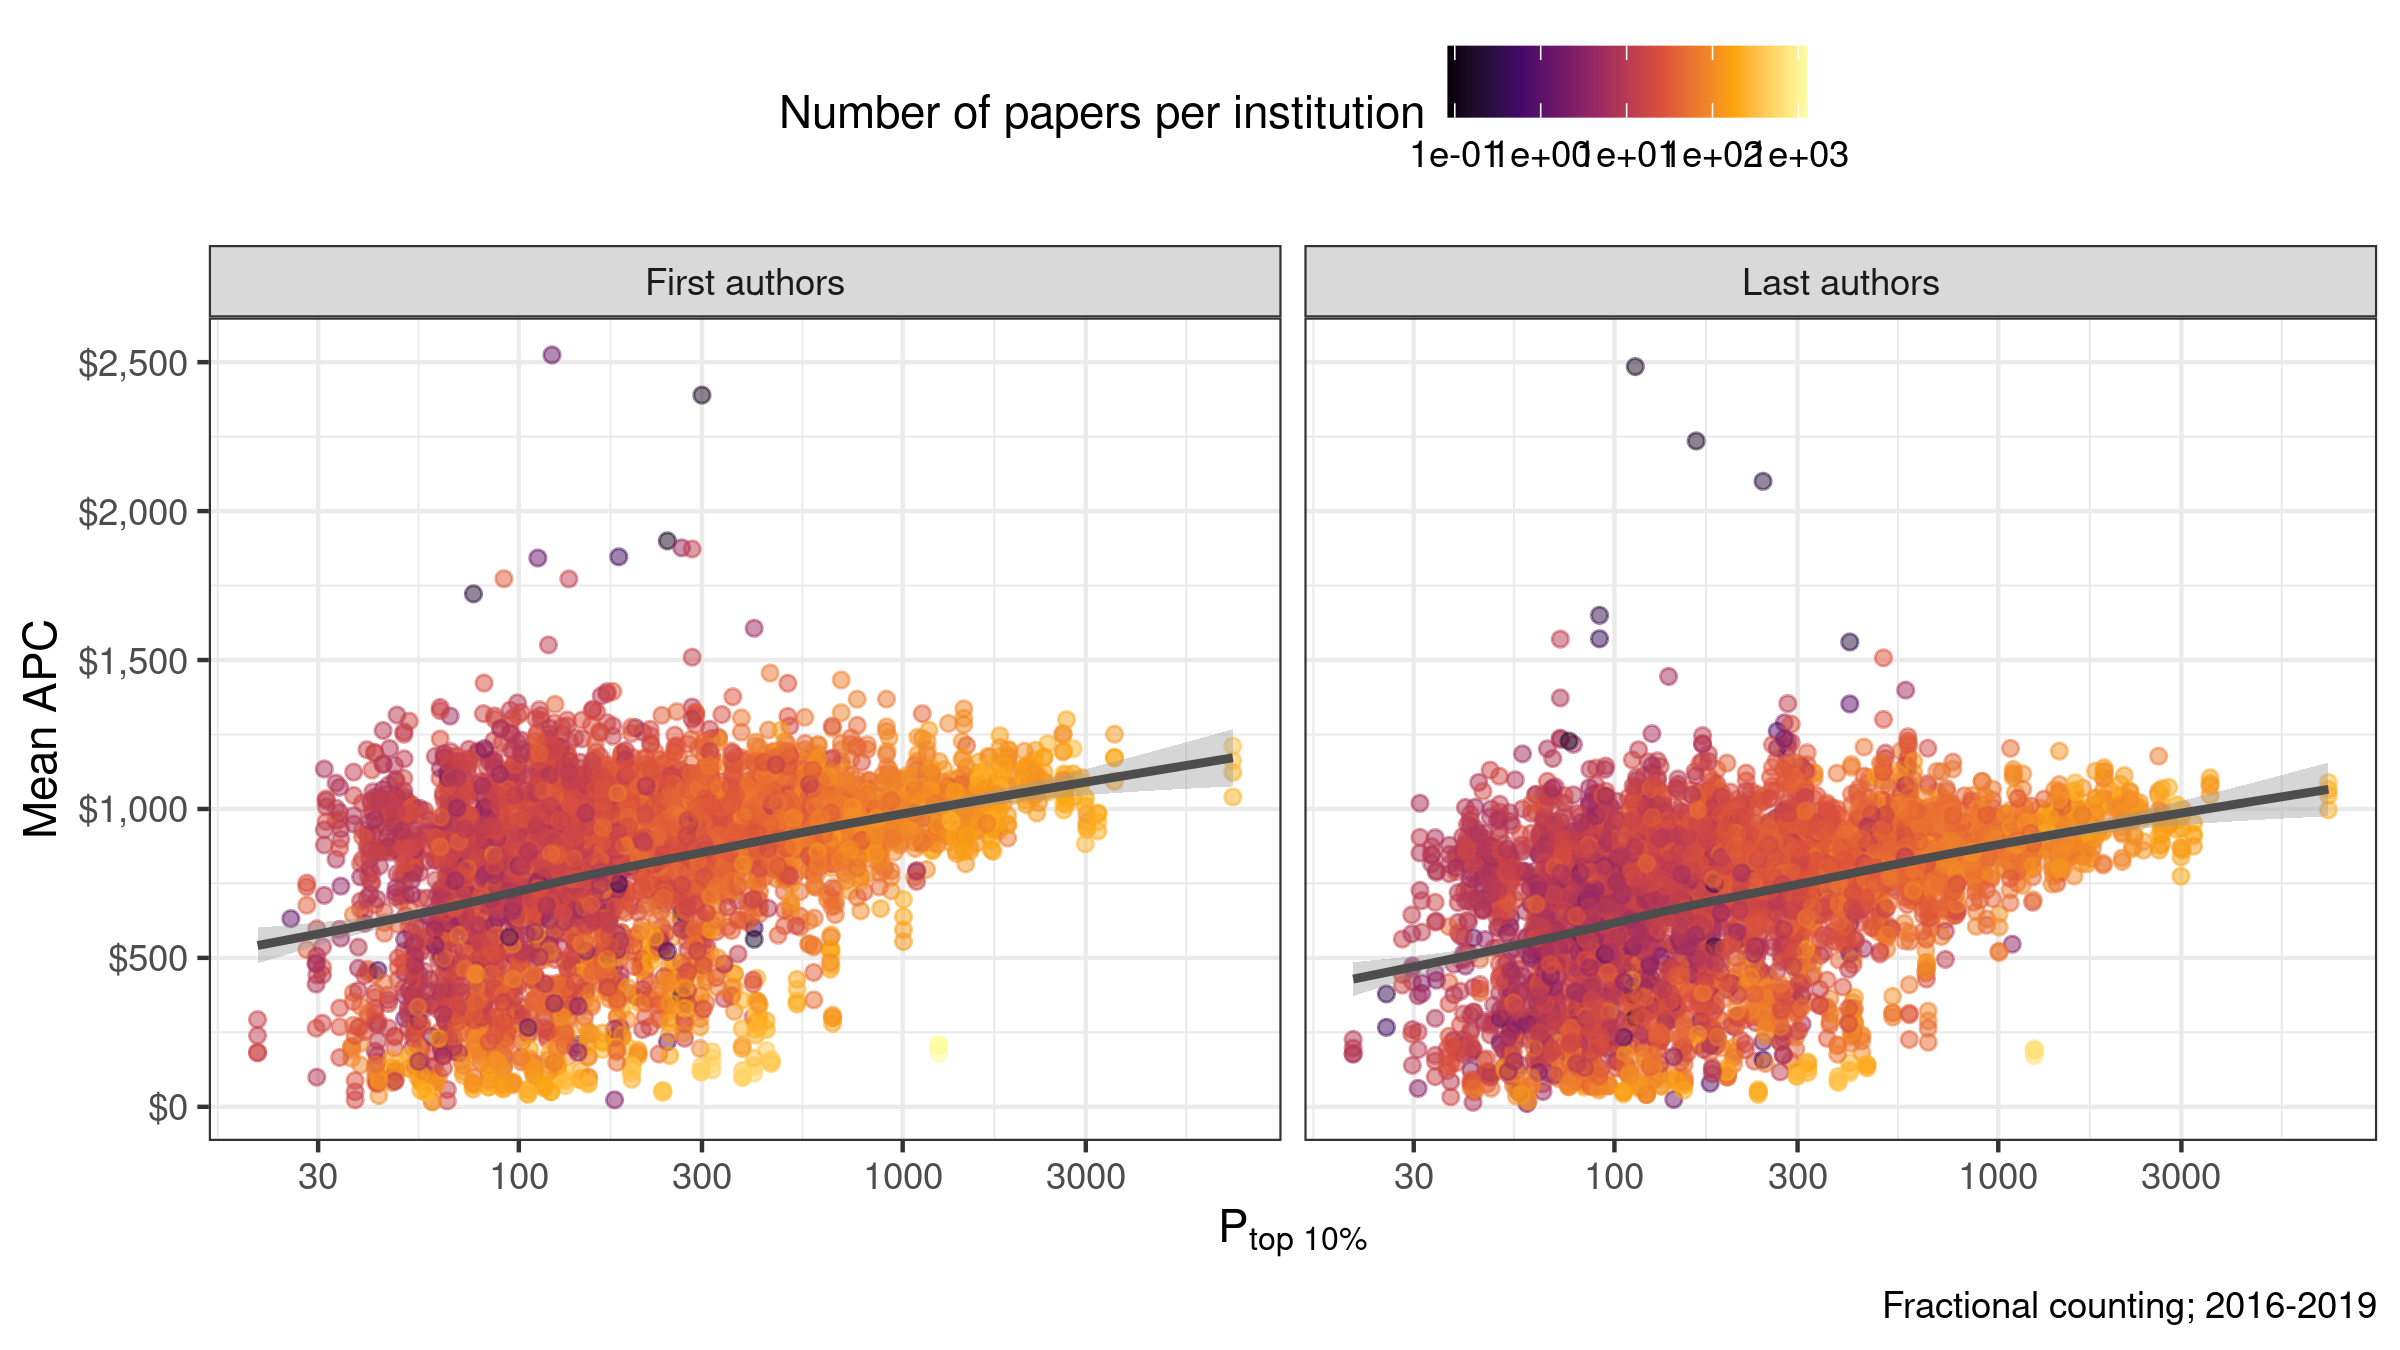 Number of papers per institution
1e-01 1e+00 1e+01 1e+02 1e+03
First authors
Last authors
Mean APC
$2,500
$2,000
$1,500
$1,000
$500
$0
30 100 300 1000 3000
30 100 300 1000 3000
P top 10%
Fractional counting; 2016-2019